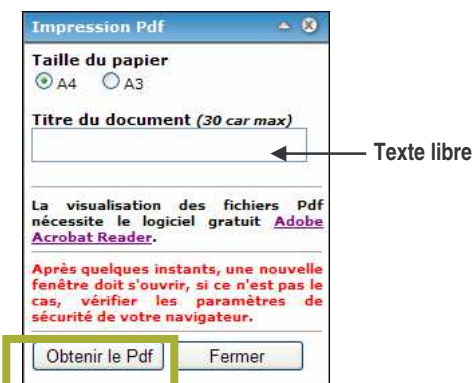 Impression Pdf
Taille du papier
A4 A3
Titre du document (30 car max)
Texte libre
La visualisation des fichiers Pdf
nécessite le logiciel gratuit Adobe
Acrobat Reader.
Après quelques instants, une nouvelle
fenêtre doit s'ouvrir, si ce n'est pas le
cas, vérifier les paramètres de
sécurité de votre navigateur.
Obtenir le Pdf Fermer